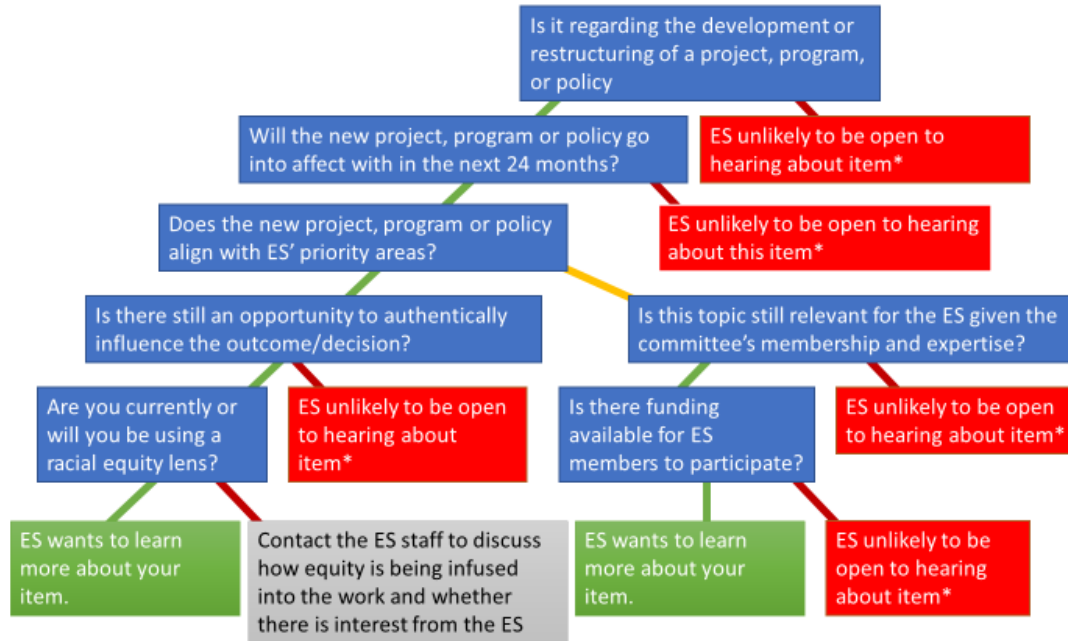 Is it regarding the development or
restructuring of a project, program,
or policy
Will the new project, program or policy go
into affect with in the next 24 months?
ES unlikely to be open to
hearing about item*
Does the new project, program or policy
align with ES' priority areas?
ES unlikely to be open to hearing
about this item*
Is there still an opportunity to authentically
influence the outcome/decision?
Is this topic still relevant for the ES given the
committee's membership and expertise?
Are you currently or
will you be using a
racial equity lens?
ES unlikely to be open
to hearing about
item*
Is there funding
available for ES
members to participate?
ES unlikely to be open
to hearing about item*
ES wants to learn
more about your
item.
Contact the ES staff to discuss
how equity is being infused
into the work and whether
there is interest from the ES
ES wants to learn
more about your
item.
ES unlikely to be
open to hearing
about item*